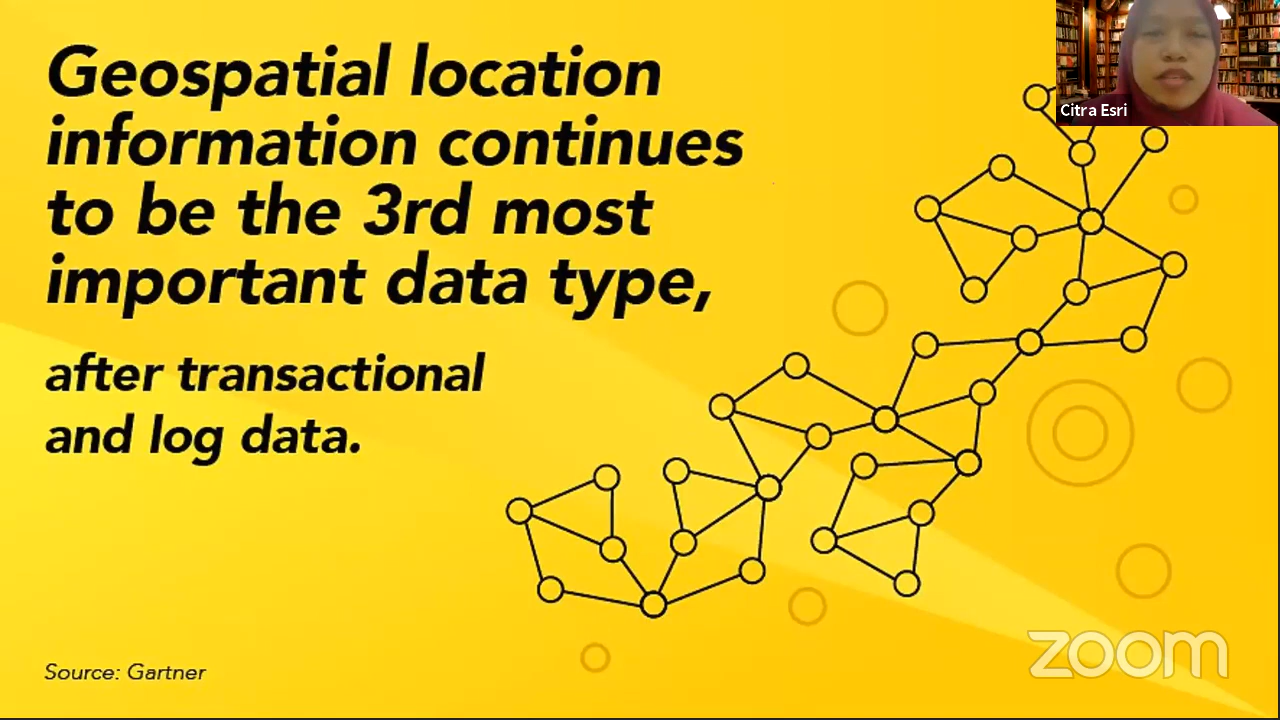 Geospatial location
information continues
to be the 3rd most
important data type,
after transactional
and log data.
Source: Gartner
Citra Esri
zoom